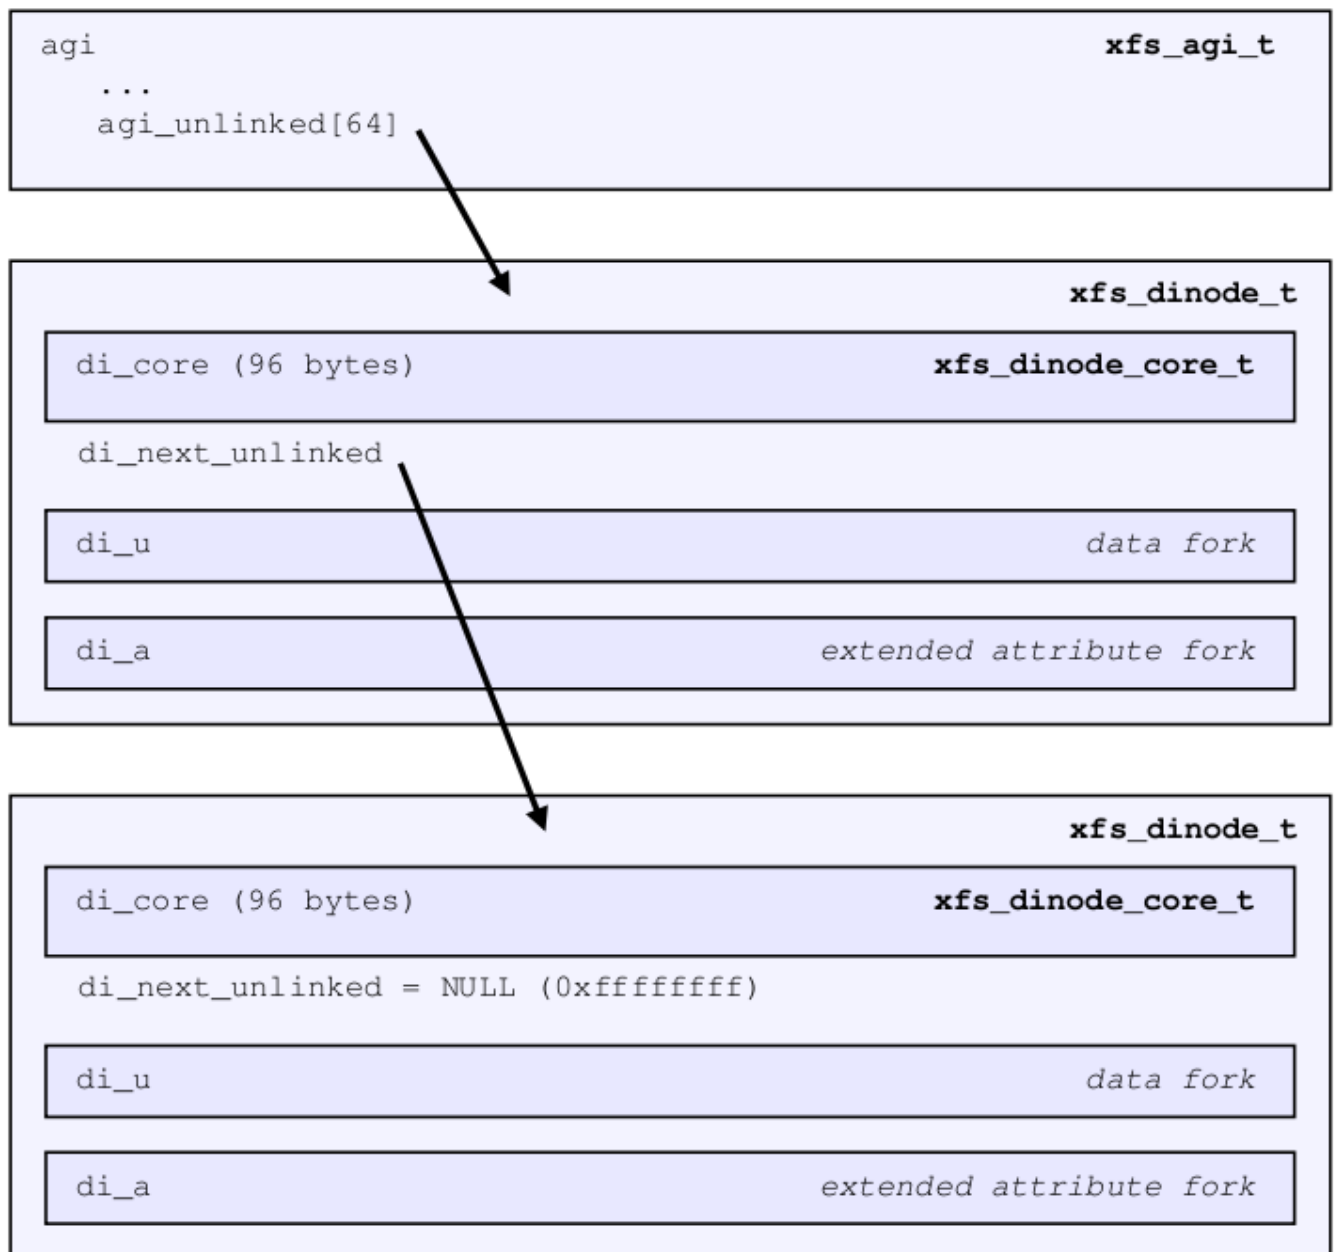 agi xfs_agi_t
...
agi_unlinked[64]
xfs_dinode_t
di_core (96 bytes) xfs_dinode_core_t
di_next_unlinked
di_u data fork
di_a extended attribute fork
xfs_dinode_t
di_core (96 bytes) xfs_dinode_core_t
di_next_unlinked = NULL (0xffffffff)
di_u data fork
di_a extended attribute fork